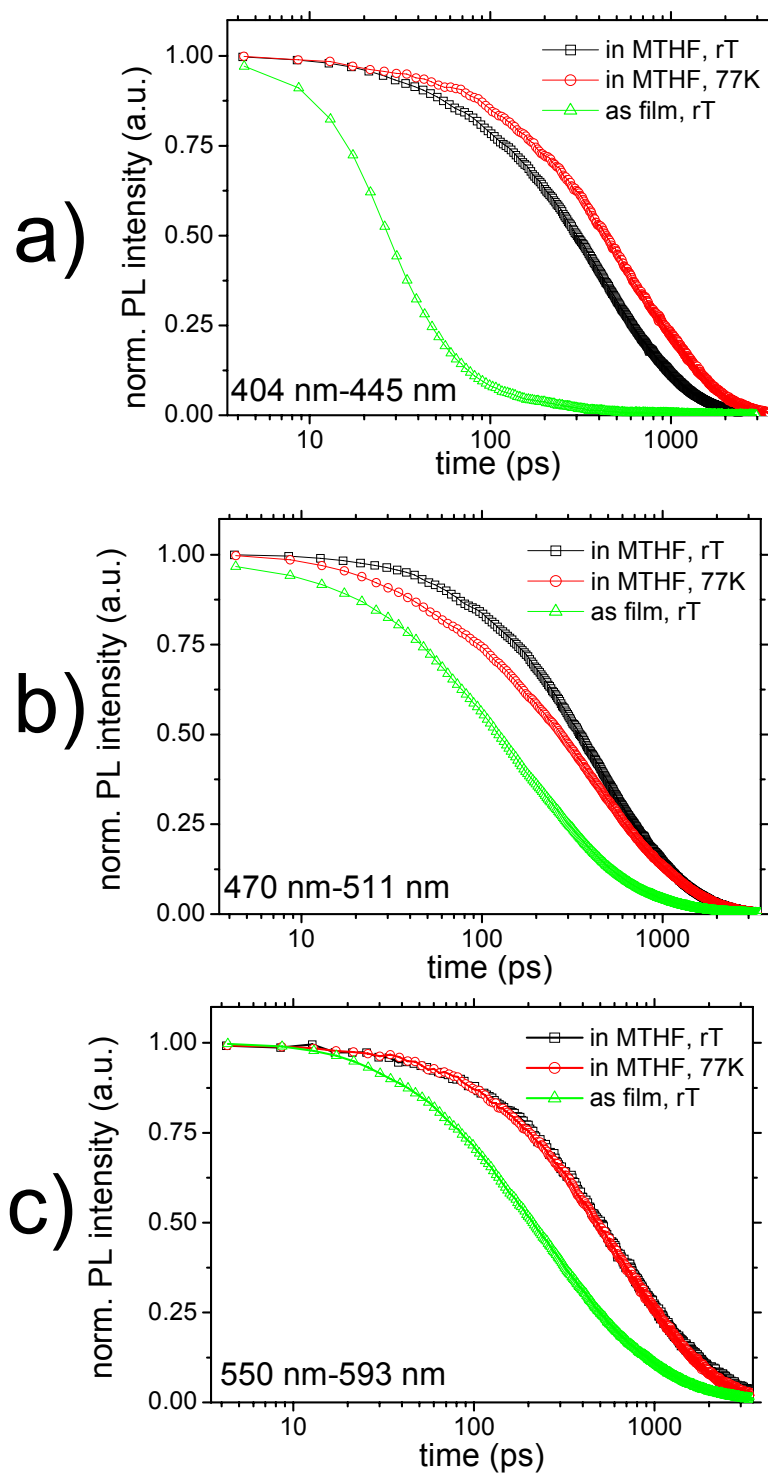 a)
norm. PL intensity (a.u.)
1.00
0.75
0.50
0.25
0.00
in MTHF, rT
in MTHF, 77K
as film, rT
404 nm-445 nm
10
100
1000
time (ps)
b)
norm. PL intensity (a.u.)
1.00
0.75
0.50
0.25
0.00
in MTHF, rT
in MTHF, 77K
as film, rT
470 nm-511 nm
10
100
1000
time (ps)
c)
norm. PL intensity (a.u.)
1.00
0.75
0.50
0.25
0.00
in MTHF, rT
in MTHF, 77K
as film, rT
550 nm-593 nm
10
100
1000
time (ps)